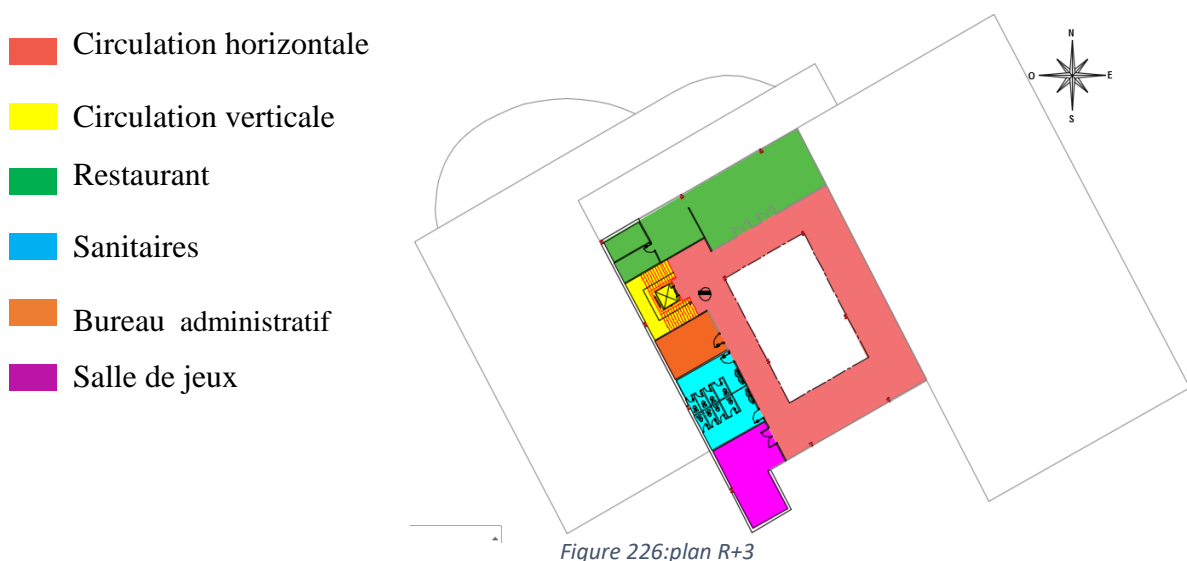 Circulation horizontale
Circulation verticale
Restaurant
Sanitaires
Bureau administratif
Salle de jeux
N
O E
S
Figure 226:plan R+3